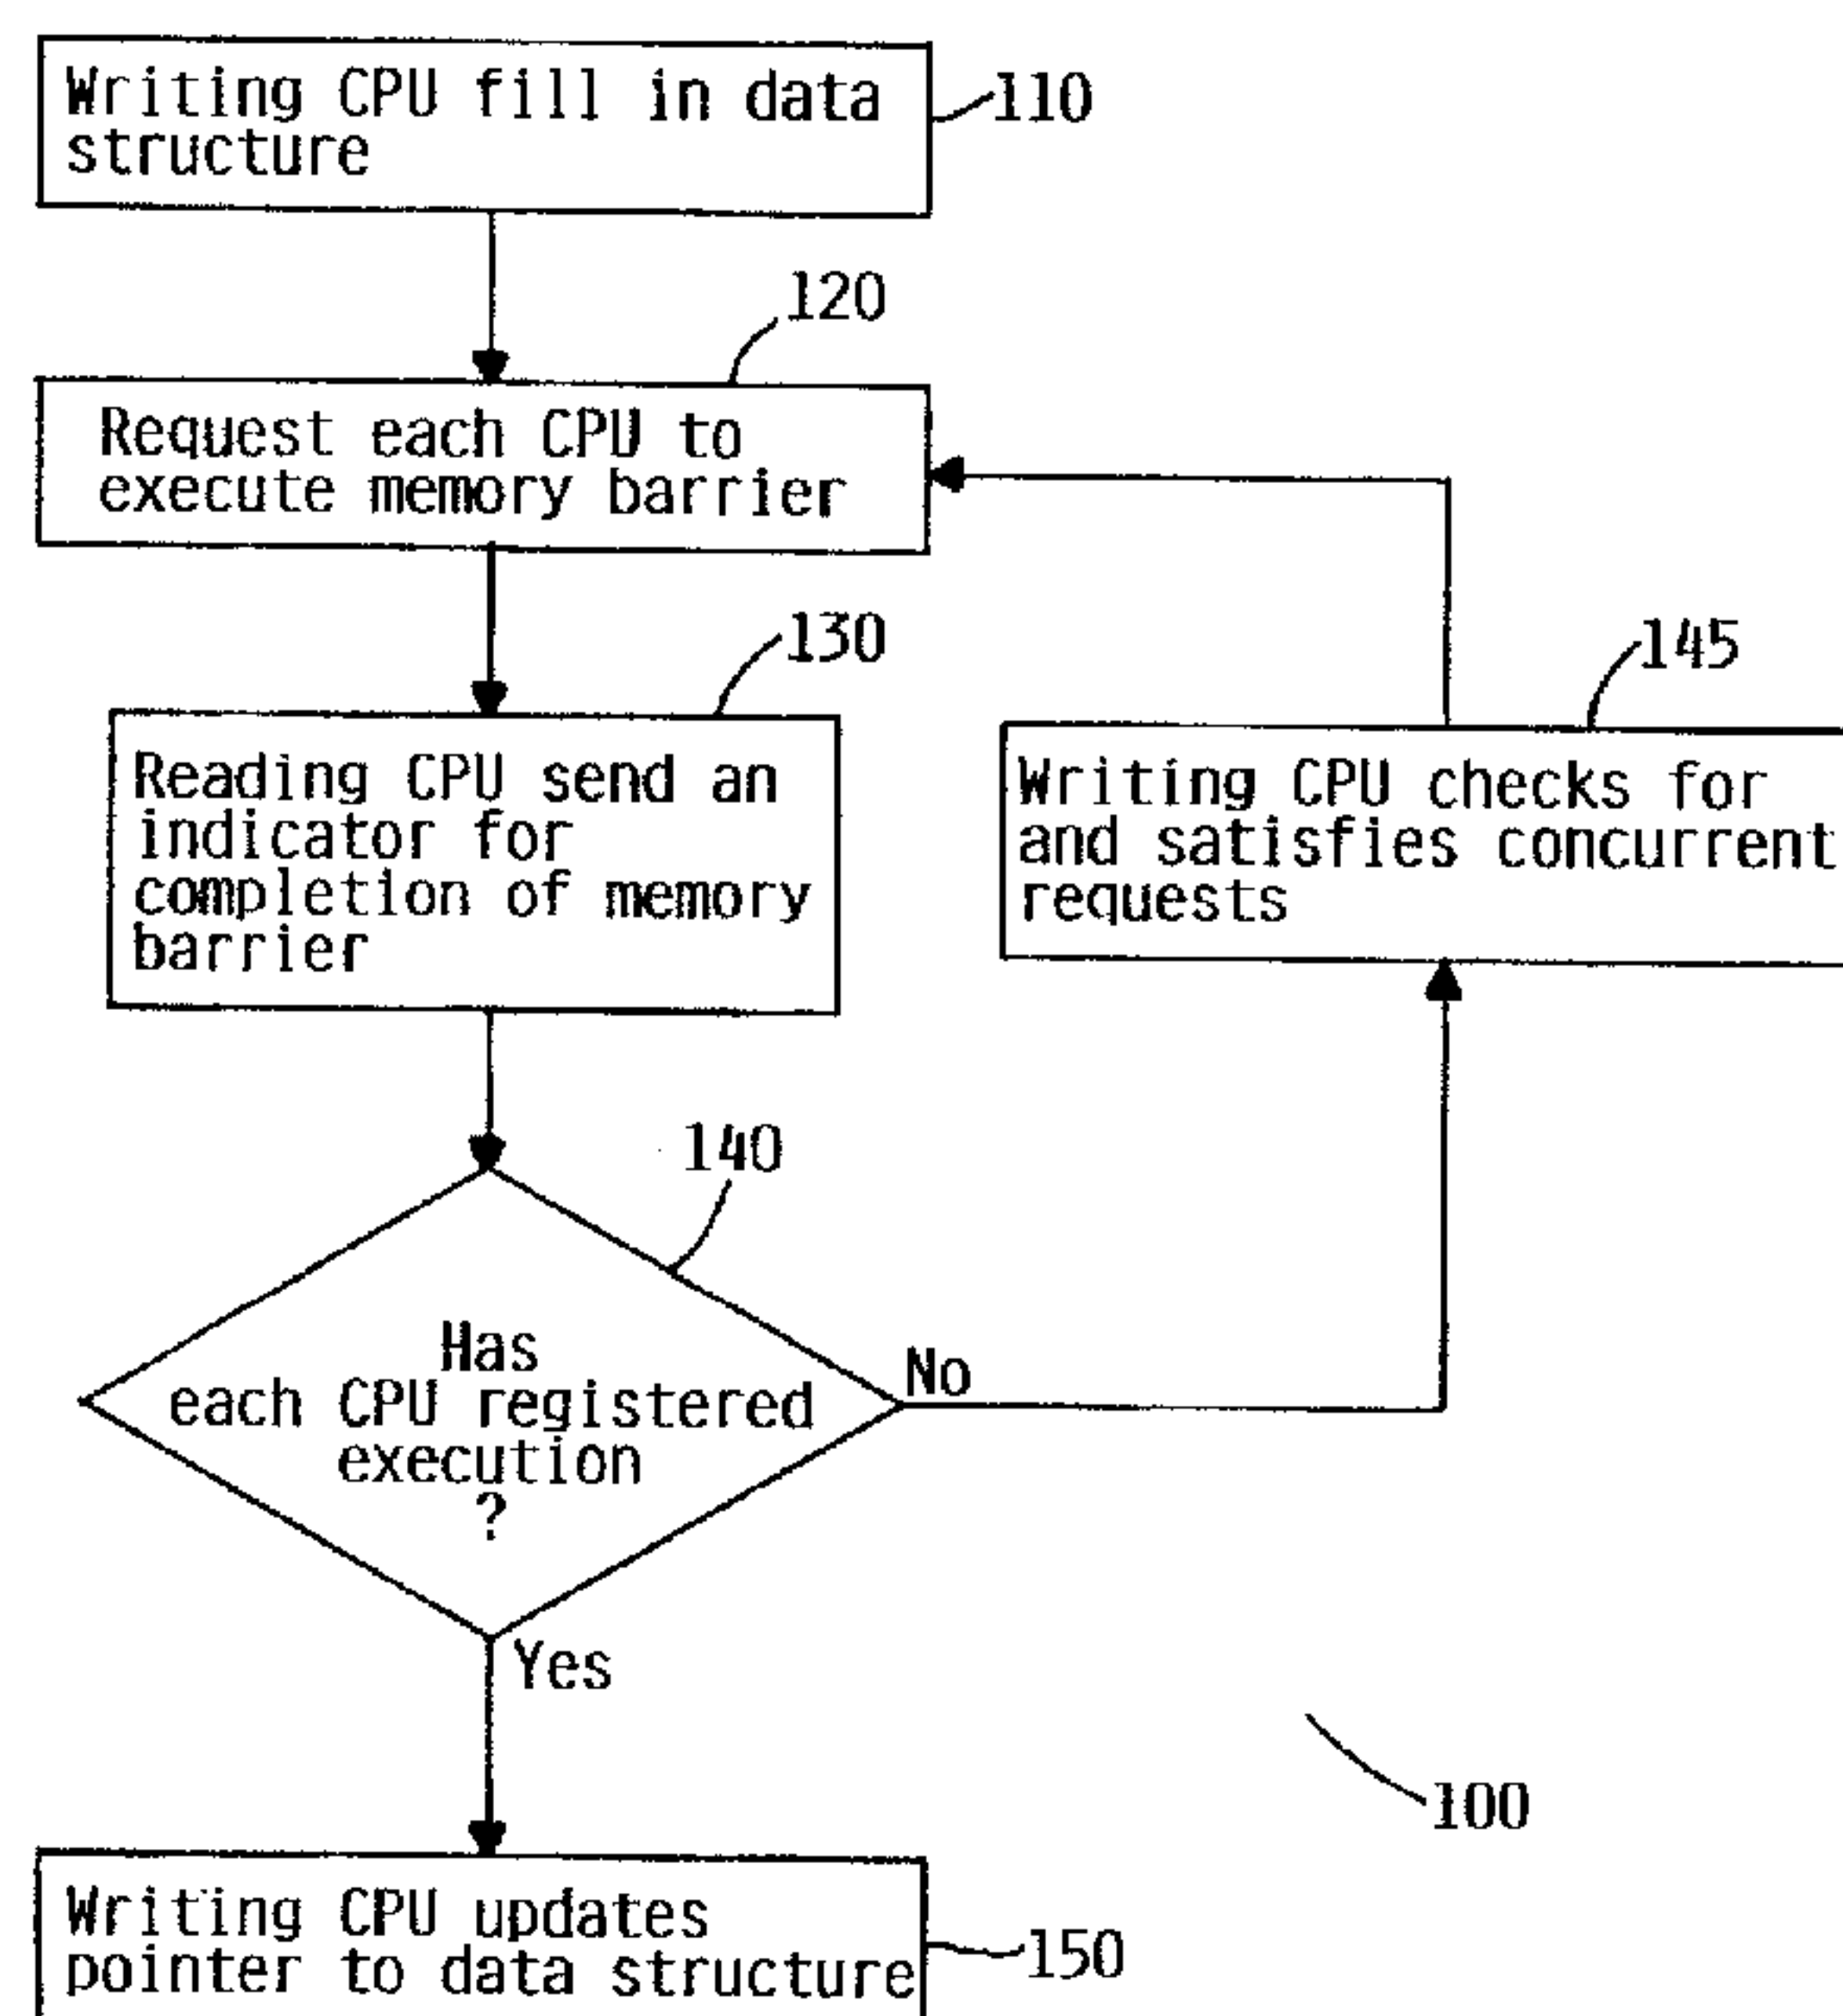 Writing CPU fill in data
structure
110
120
Request each CPU to
execute memory barrier
130
Reading CPU send an
indicator for
completion of memory
barrier
145
Writing CPU checks for
and satisfies concurrent
requests
140
Has
each CPU registered
execution
?
No
Yes
100
Writing CPU updates
pointer to data structure
150